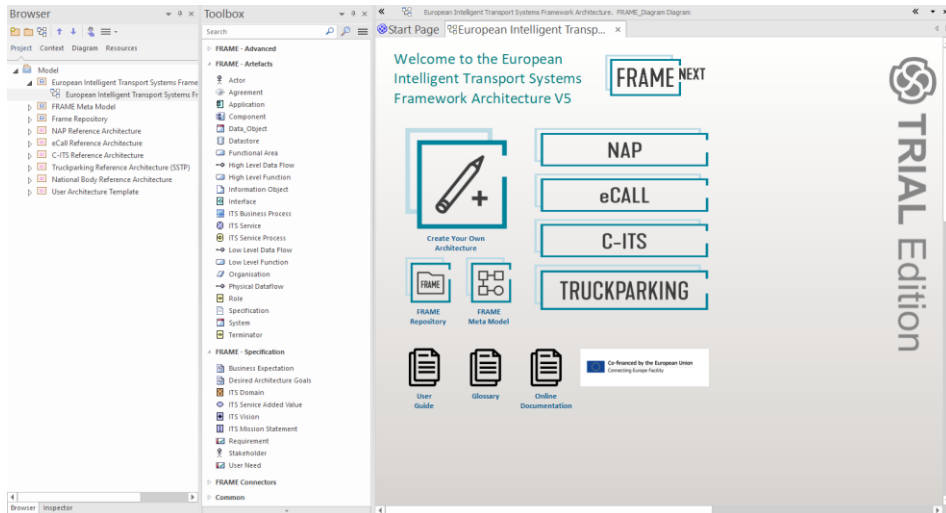 Browser
Project Context Diagram Resources
Model
European Intelligent Transport Systems Frame
European Intelligent Transport Systems Fr
FRAME Meta Model
Frame Repository
NAP Reference Architecture
eCall Reference Architecture
C-ITS Reference Architecture
Truckparking Reference Architecture (SSTP)
National Body Reference Architecture
User Architecture Template
Browser Inspector
Toolbox
Search
FRAME - Advanced
FRAME - Artefacts
Actor
Agreement
Application
Component
Data_Object
Datastore
Functional Area
High Level Data Flow
High Level Function
Information Object
Interface
ITS Business Process
ITS Service
ITS Service Process
Low Level Data Flow
Low Level Function
Organisation
Physical Dataflow
Role
Specification
System
Terminator
FRAME - Specification
Business Expectation
Desired Architecture Goals
ITS Domain
ITS Service Added Value
ITS Vision
ITS Mission Statement
Requirement
Stakeholder
User Need
FRAME Connectors
Common
European Intelligent Transport Systems Framework Architecture. FRAME_Diagram Diagram
Start Page European Intelligent Transp... ×
Welcome to the European
Intelligent Transport Systems
Framework Architecture V5
FRAME NEXT
Create Your Own
Architecture
NAP
eCALL
C-ITS
TRUCKPARKING
FRAME
FRAME
Repository
FRAME
Meta Model
User
Guide
Glossary
Online
Documentation
Co-financed by the European Union
Connecting Europe Facility
TRIAL Edition